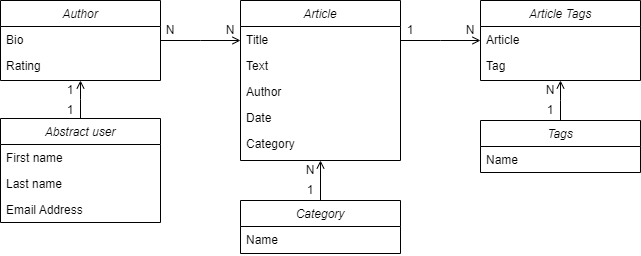 Author
Bio
Rating
N
N
Article
Title
Text
Author
Date
Category
1
N
Article Tags
Article
Tag
1
1
Abstract user
First name
Last name
Email Address
N
1
Category
Name
N
1
Tags
Name